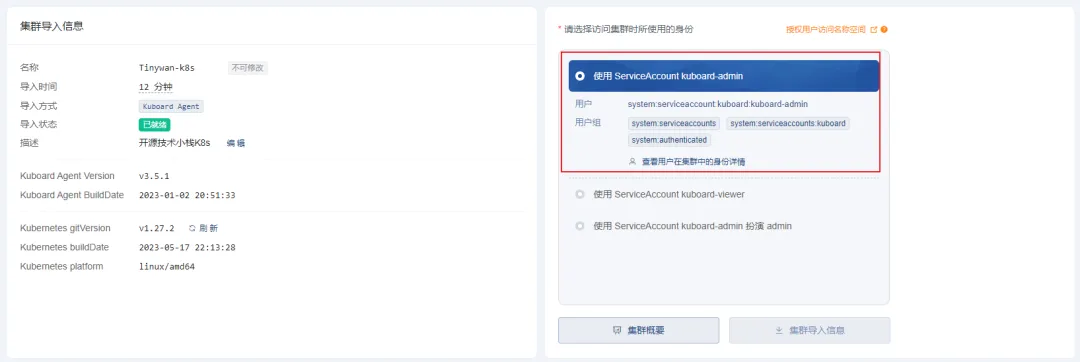 集群导入信息
名称 Tinywan-k8s 不可修改
导入时间 12 分钟
导入方式 Kuboard Agent
导入状态 已就绪
描述 开源技术小栈K8s 编辑
Kuboard Agent Version v3.5.1
Kuboard Agent BuildDate 2023-01-02 20:51:33
Kubernetes gitVersion v1.27.2 刷新
Kubernetes buildDate 2023-05-17 22:13:28
Kubernetes platform linux/amd64
* 请选择访问集群时所使用的身份 授权用户访问名称空间
使用 ServiceAccount kuboard-admin
用户 system:serviceaccount:kuboard:kuboard-admin
用户组 system:serviceaccounts system:serviceaccounts:kuboard
system:authenticated
查看用户在集群中的身份详情
使用 ServiceAccount kuboard-viewer
使用 ServiceAccount kuboard-admin 扮演 admin
集群概要 集群导入信息